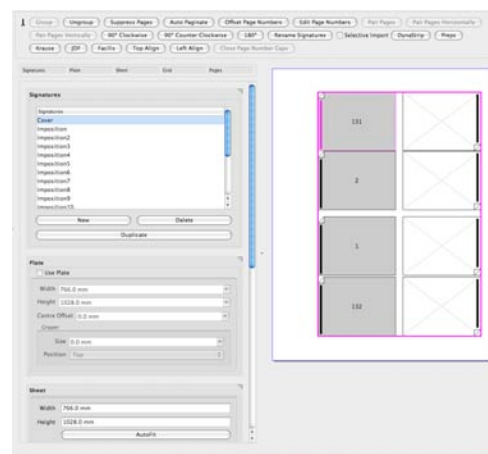 Group Ungroup Suppress Pages Auto Paginate Offset Page Numbers Edit Page Numbers Pair Pages Pair Pages Horizontally
Pair Pages Vertically 90° Clockwise 90° Counter Clockwise 180° Rename Signatures Selective Import DynaStrip Preps
Krause JDF Facilis Top Align Left Align Close Page Number Gaps
Signatures Plate Sheet Grid Pages
Signatures
Signatures
Cover
Imposition
Imposition2
Imposition3
Imposition4
Imposition5
Imposition6
Imposition7
Imposition8
Imposition9
Imposition10
New Delete
Duplicate
Plate
Use Plate
Width 766.0 mm
Height 1028.0 mm
Centre Offset 0.0 mm
Gripper
Size 0.0 mm
Position Top
Sheet
Width 766.0 mm
Height 1028.0 mm
AutoFit
131
2
1
132